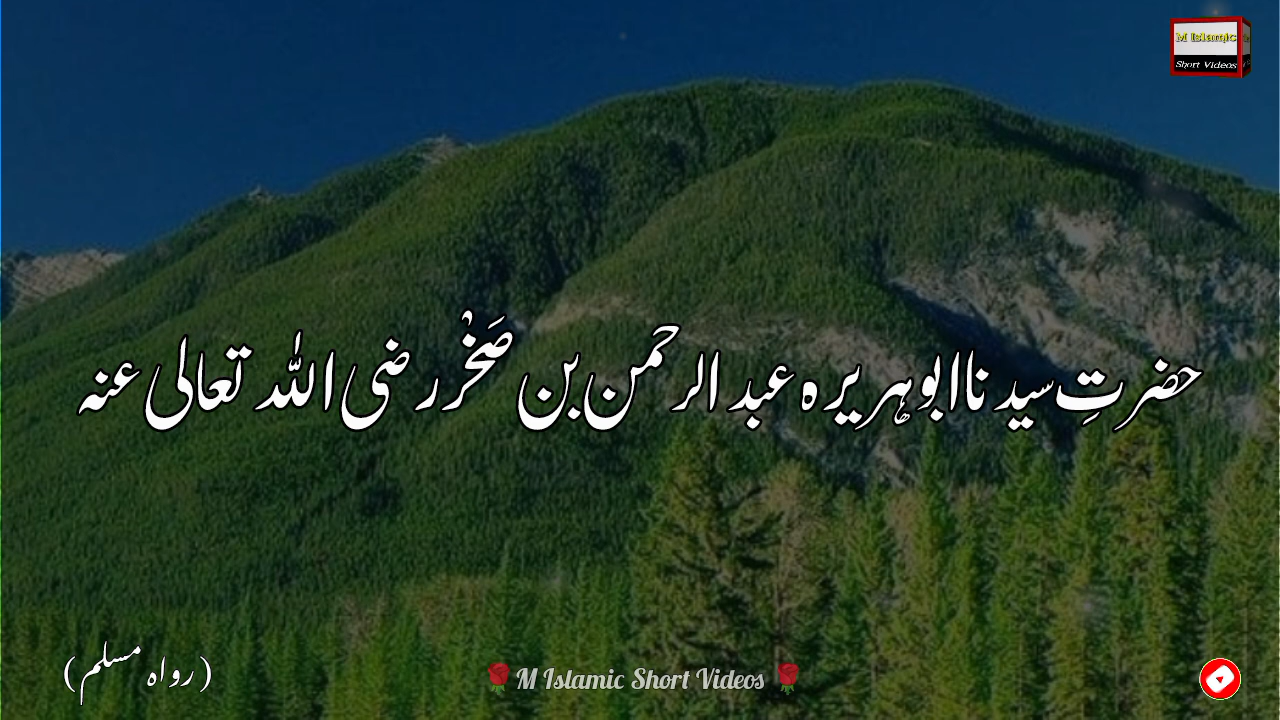 M Islamic
Short Videos
حضرتِ سیدنا ابوہریرہ عبد الرحمن بن صَخْر رضی اللہ تعالی عنہ
(رواہ مسلم)
🌹M Islamic Short Videos🌹